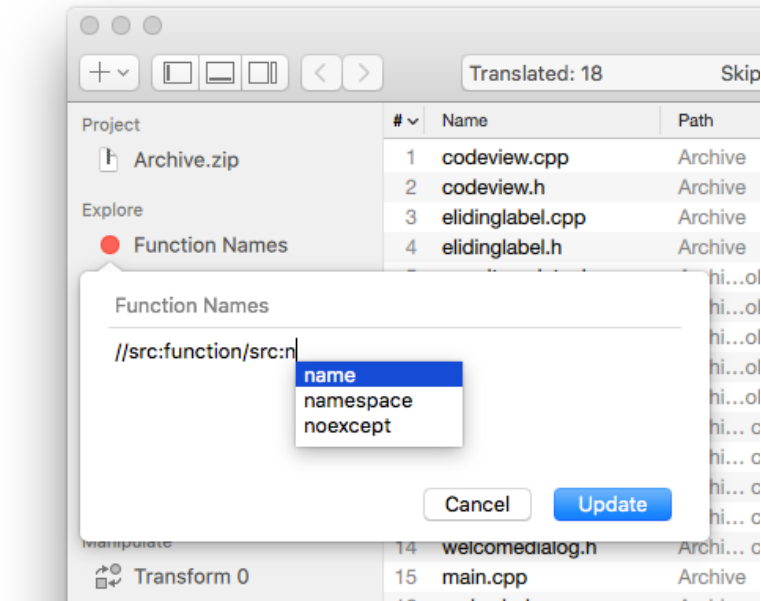 Translated: 18
Skip
Project
Archive.zip
Explore
Function Names
# Name Path
1 codeview.cpp Archive
2 codeview.h Archive
3 elidinglabel.cpp Archive
4 elidinglabel.h Archive
Function Names
//src:function/src:n
name
namespace
noexcept
Cancel
Update
Manipulate
Transform 0
14 welcomedialog.h Archi... c
15 main.cpp Archive